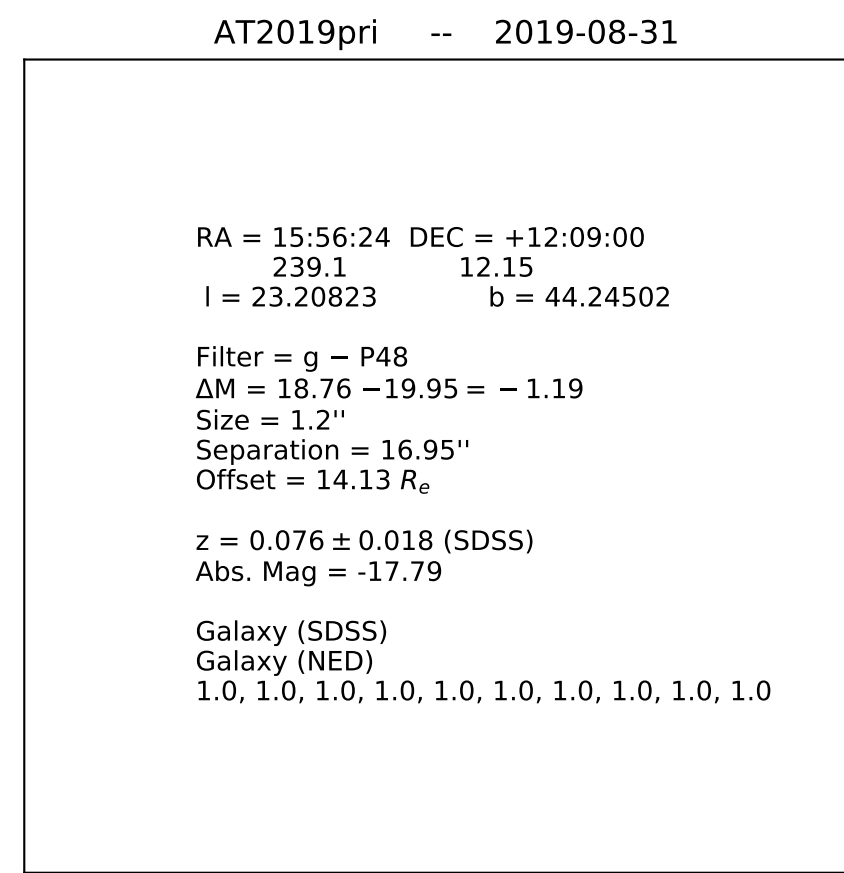 AT2019pri -- 2019-08-31
RA = 15:56:24 DEC = +12:09:00
239.1 12.15
l = 23.20823 b = 44.24502
Filter = g − P48
ΔM = 18.76 −19.95 = − 1.19
Size = 1.2''
Separation = 16.95''
Offset = 14.13 Rₑ
z = 0.076 ± 0.018 (SDSS)
Abs. Mag = -17.79
Galaxy (SDSS)
Galaxy (NED)
1.0, 1.0, 1.0, 1.0, 1.0, 1.0, 1.0, 1.0, 1.0, 1.0